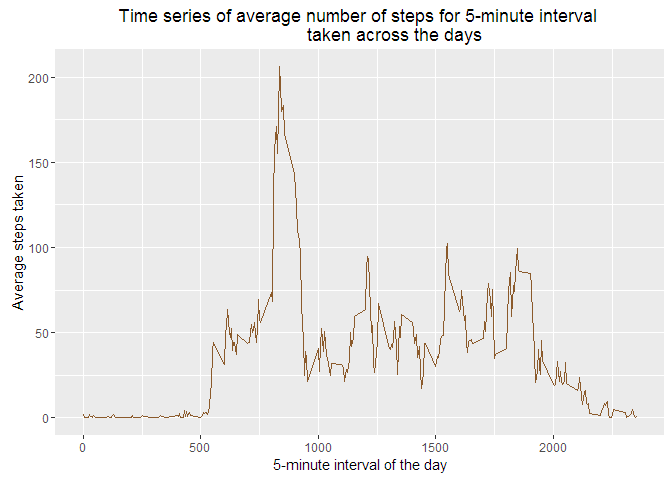 Time series of average number of steps for 5-minute interval
taken across the days
Average steps taken
200
150
100
50
0
0
500
1000
1500
2000
5-minute interval of the day